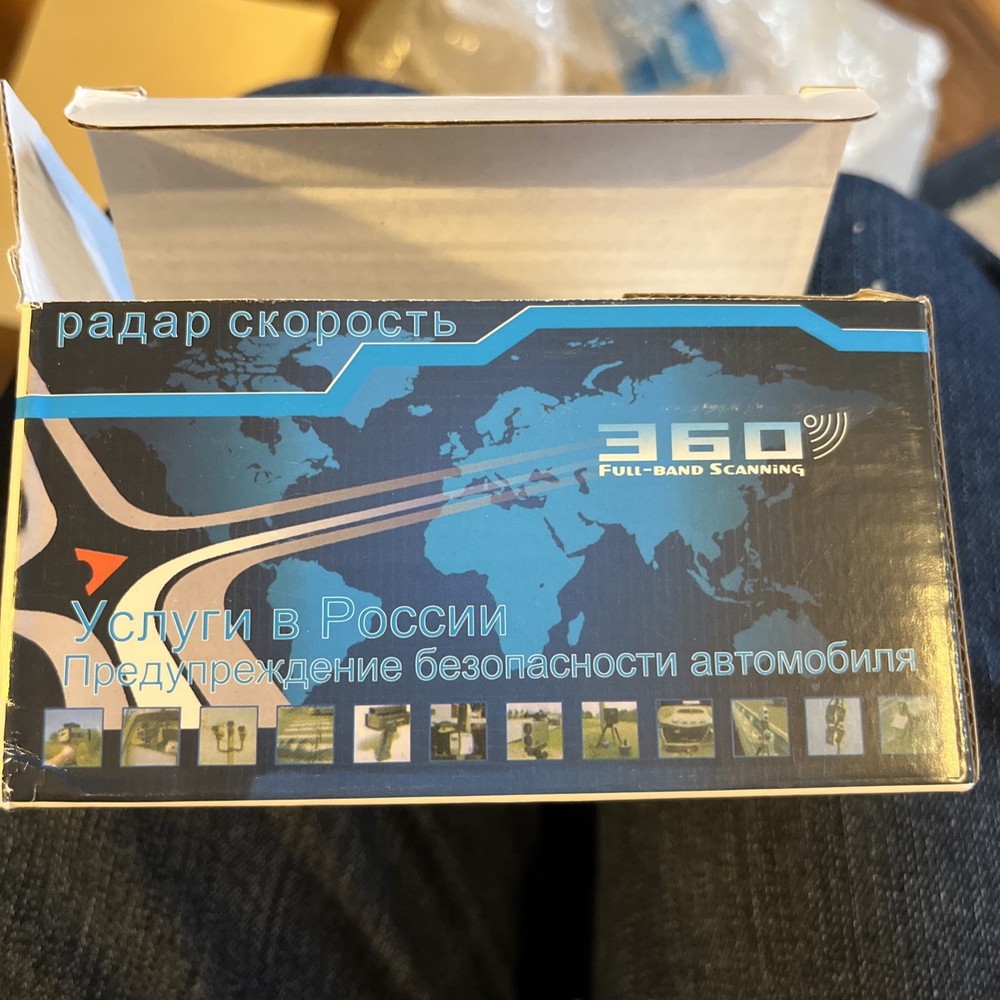 радар скорость
360
FULL-BAND SCANNING
Услуги в России
Предупреждение безопасности автомобиля